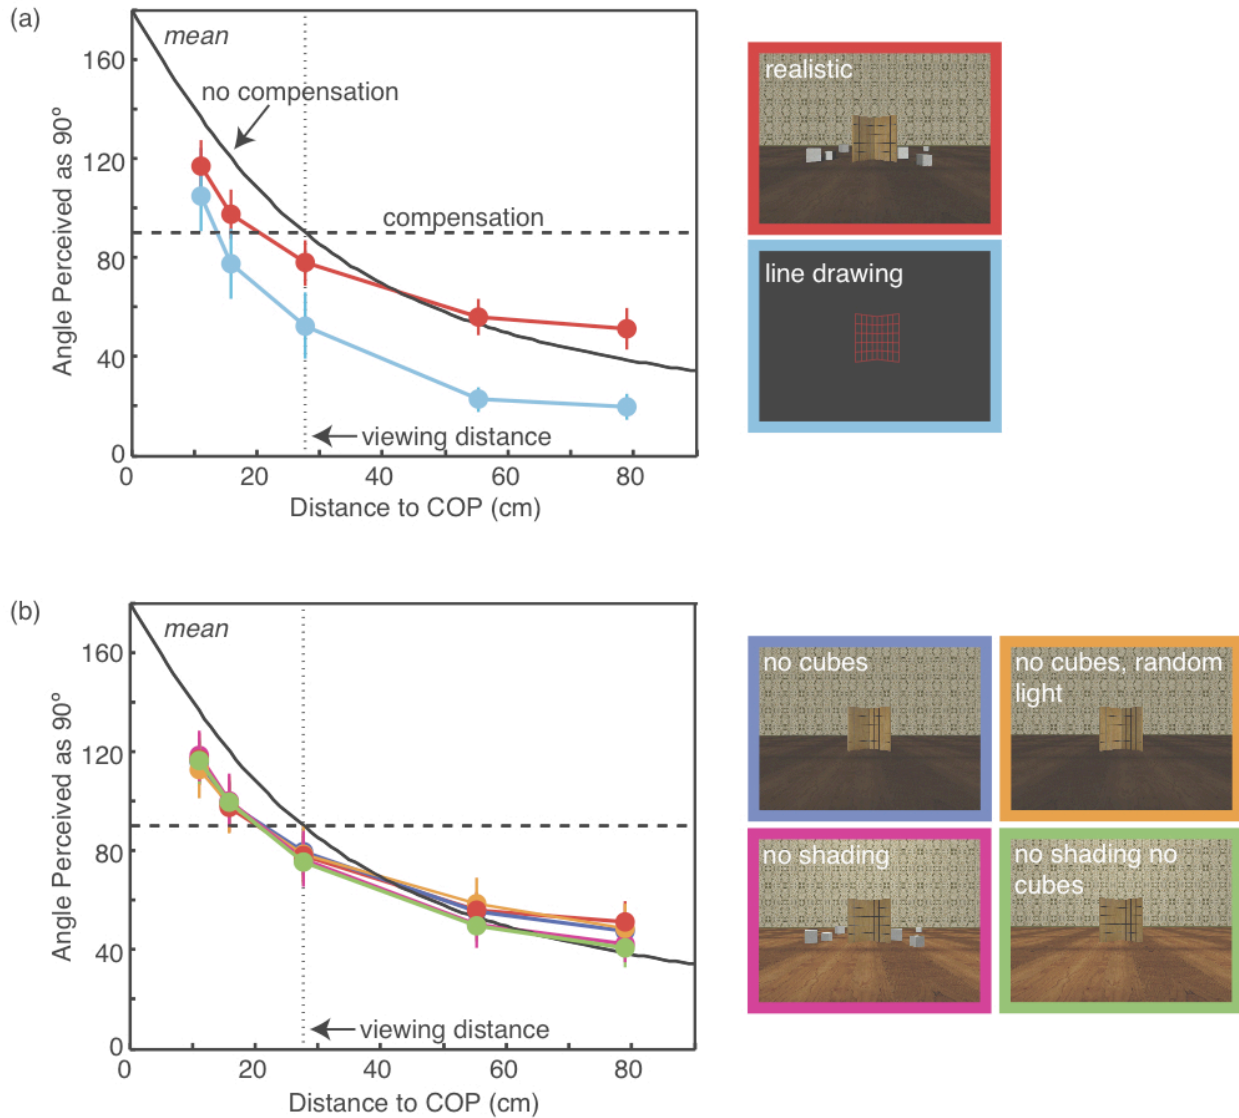 (a)
mean
no compensation
compensation
viewing distance
160
120
80
40
0
0 20 40 60 80
Angle Perceived as 90º
Distance to COP (cm)
realistic
line drawing
(b)
mean
viewing distance
160
120
80
40
0
0 20 40 60 80
Angle Perceived as 90º
Distance to COP (cm)
no cubes
no cubes, random
light
no shading
no shading no
cubes